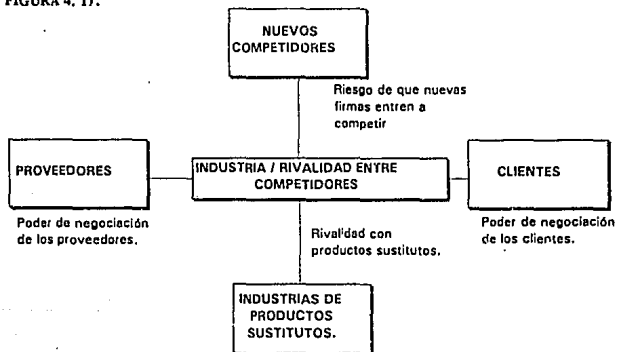 FIGURA 4. 1).
NUEVOS
COMPETIDORES
Riesgo de que nuevas
firmas entren a
competir
PROVEEDORES
INDUSTRIA / RIVALIDAD ENTRE
COMPETIDORES
CLIENTES
Poder de negociación
de los proveedores.
Rivalidad con
productos sustitutos.
Poder de negociación
de los clientes.
INDUSTRIAS DE
PRODUCTOS
SUSTITUTOS.